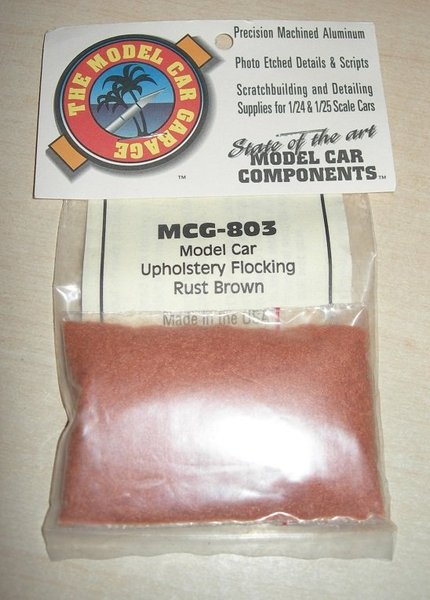 THE MODEL CAR GARAGE
Precision Machined Aluminum
Photo Etched Details & Scripts
Scratchbuilding and Detailing
Supplies for 1/24 & 1/25 Scale Cars
State of the art
MODEL CAR
COMPONENTS™
™
MCG-803
Model Car
Upholstery Flocking
Rust Brown
Made in the USA